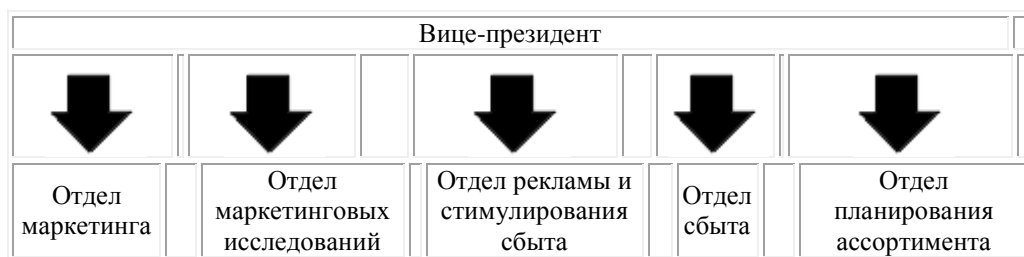 Вице-президент
Отдел
маркетинга
Отдел
маркетинговых
исследований
Отдел рекламы и
стимулирования
сбыта
Отдел
сбыта
Отдел
планирования
ассортимента